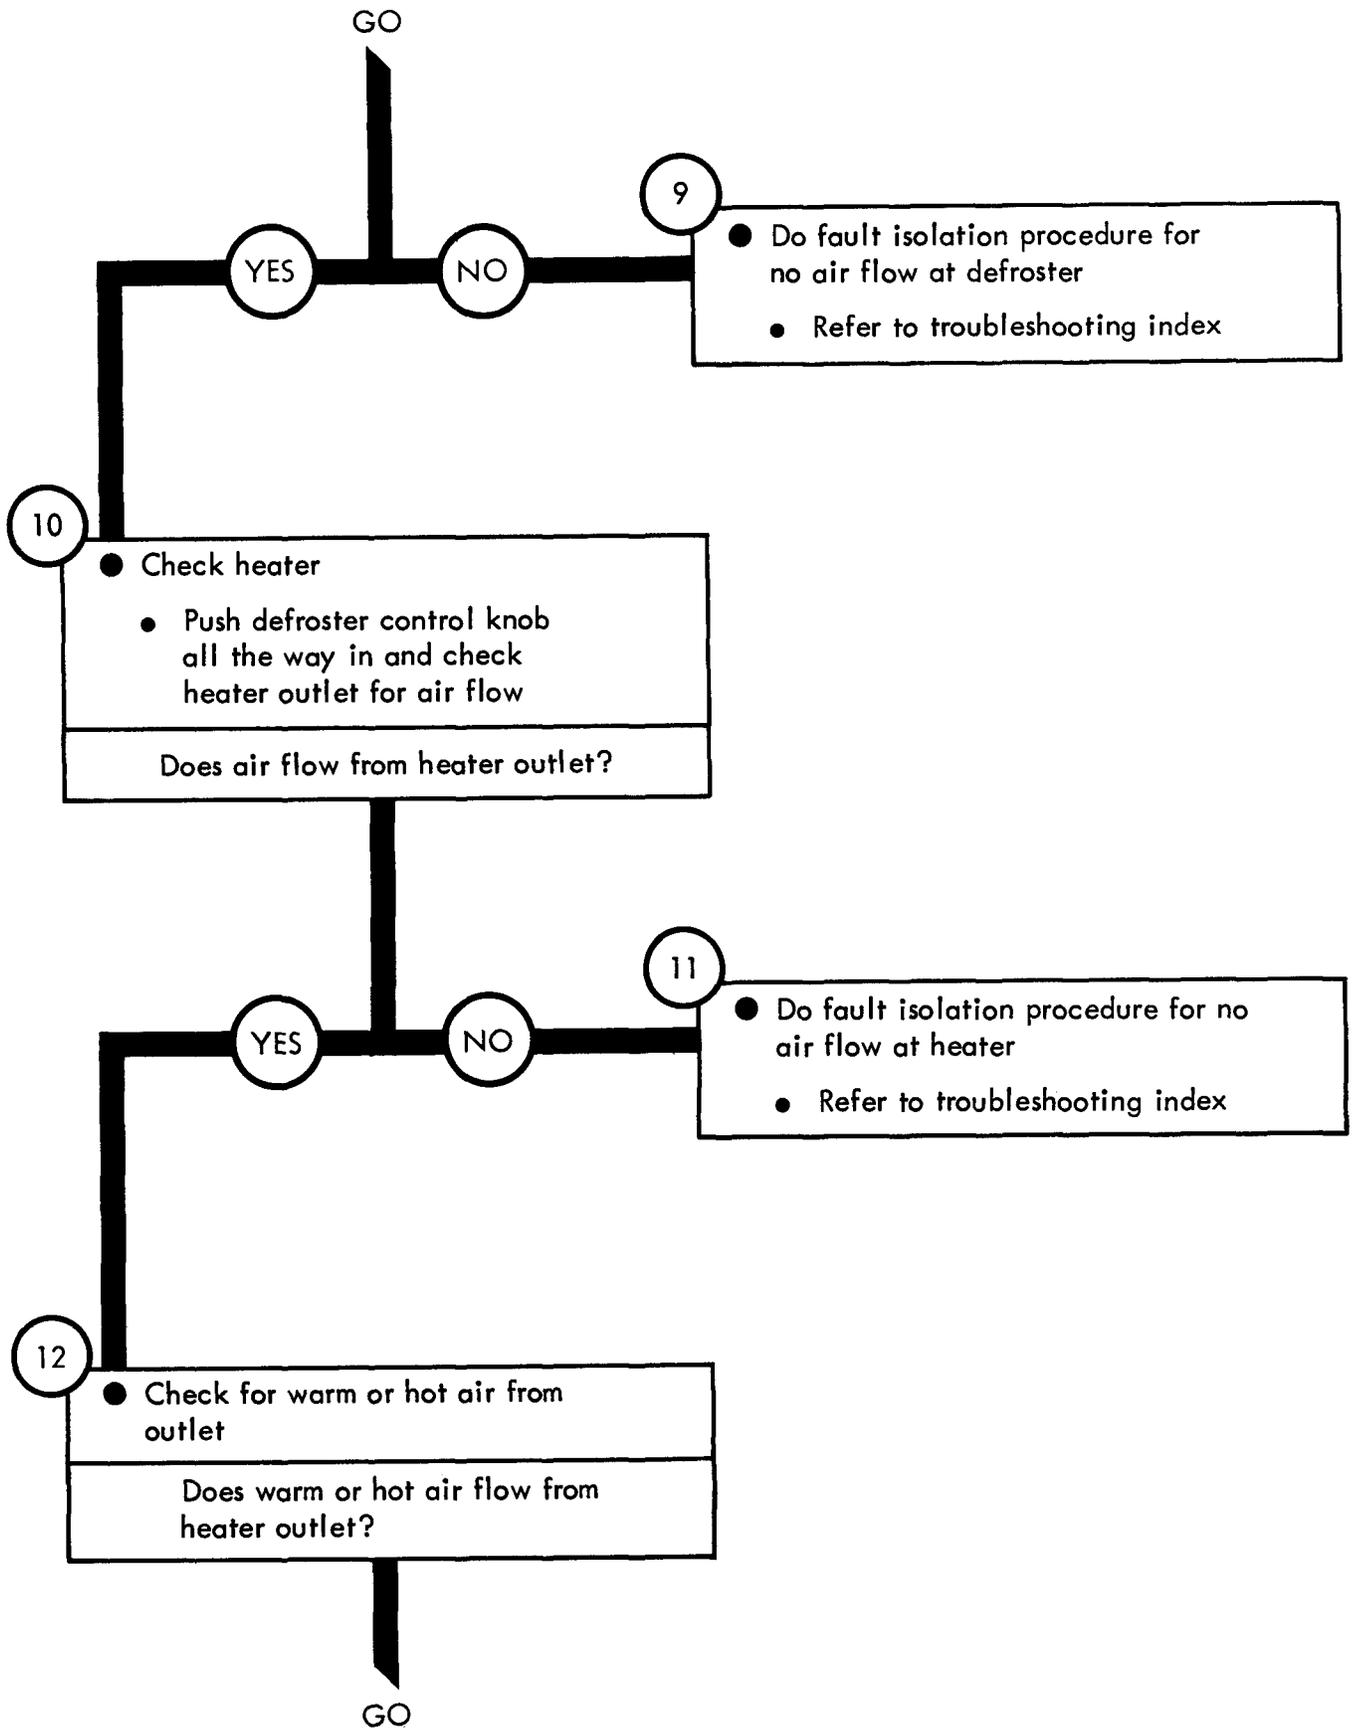 GO
9
● Do fault isolation procedure for
no air flow at defroster
● Refer to troubleshooting index
YES
NO
10
● Check heater
● Push defroster control knob
all the way in and check
heater outlet for air flow
Does air flow from heater outlet?
11
● Do fault isolation procedure for no
air flow at heater
● Refer to troubleshooting index
YES
NO
12
● Check for warm or hot air from
outlet
Does warm or hot air flow from
heater outlet?
GO